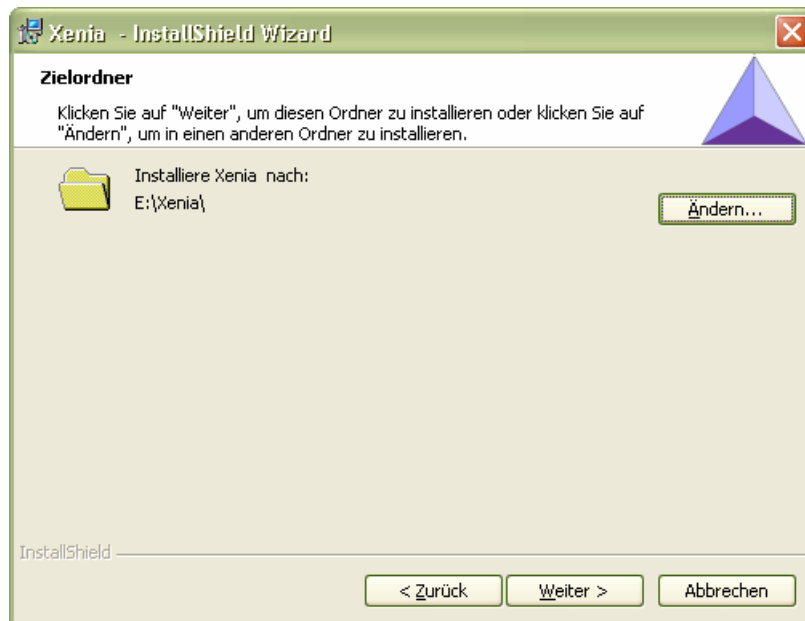 Xenia - InstallShield Wizard
Zielordner
Klicken Sie auf "Weiter", um diesen Ordner zu installieren oder klicken Sie auf
"Ändern", um in einen anderen Ordner zu installieren.
Installiere Xenia nach:
E:\Xenia\
Ändern...
InstallShield
< Zurück
Weiter >
Abbrechen